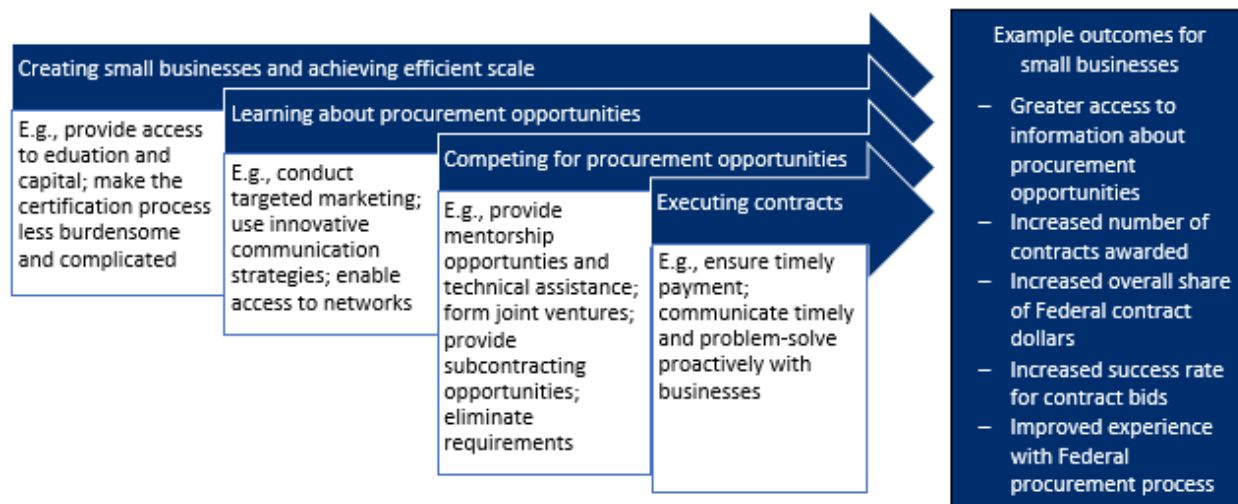 Creating small businesses and achieving efficient scale
E.g., provide access
to eduation and
capital; make the
certification process
less burdensome
and complicated
Learning about procurement opportunities
E.g., conduct
targeted marketing;
use innovative
communication
strategies; enable
access to networks
Competing for procurement opportunities
E.g., provide
mentorship
opportunties and
technical assistance;
form joint ventures;
provide
subcontracting
opportunities;
eliminate
requirements
Executing contracts
E.g., ensure timely
payment;
communicate timely
and problem-solve
proactively with
businesses
Example outcomes for
small businesses
– Greater access to
information about
procurement
opportunities
– Increased number of
contracts awarded
– Increased overall share
of Federal contract
dollars
– Increased success rate
for contract bids
– Improved experience
with Federal
procurement process